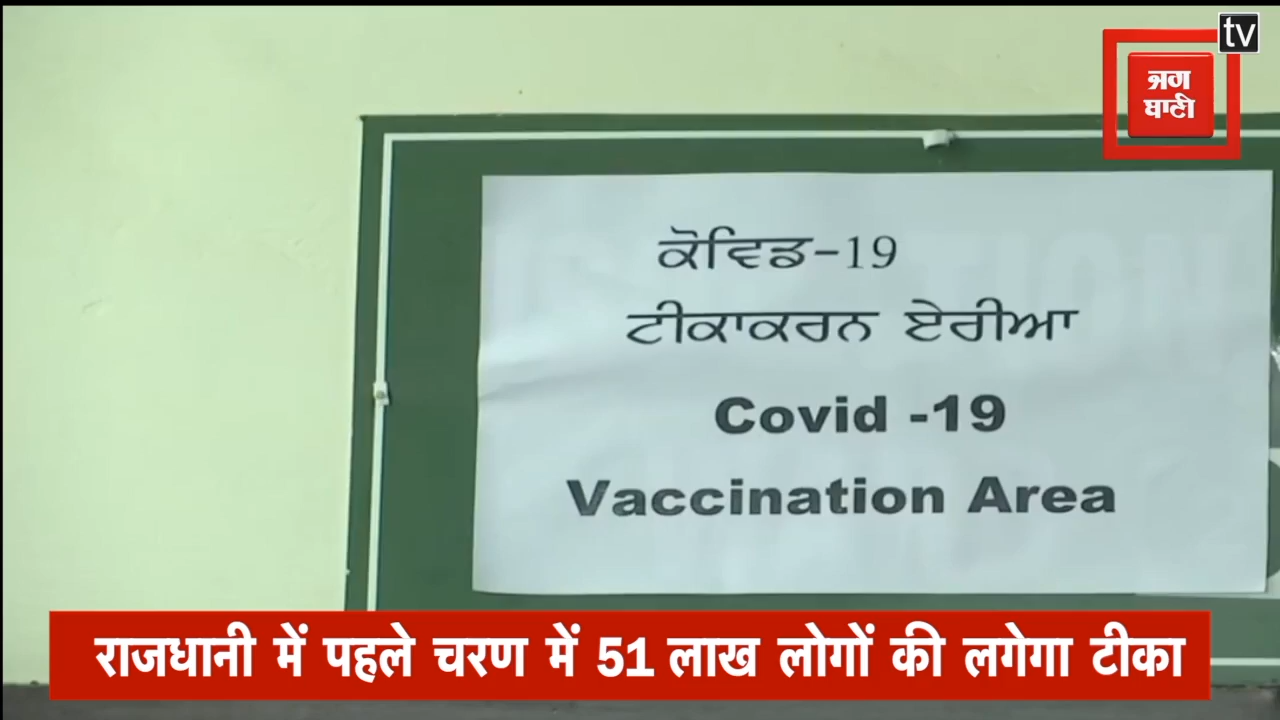 tv
ਜਗ
ਬਾਣੀ
ਕੋਵਿਡ-19
ਟੀਕਾਕਰਨ ਏਰੀਆ
Covid -19
Vaccination Area
राजधानी में पहले चरण में 51 लाख लोगों की लगेगा टीका